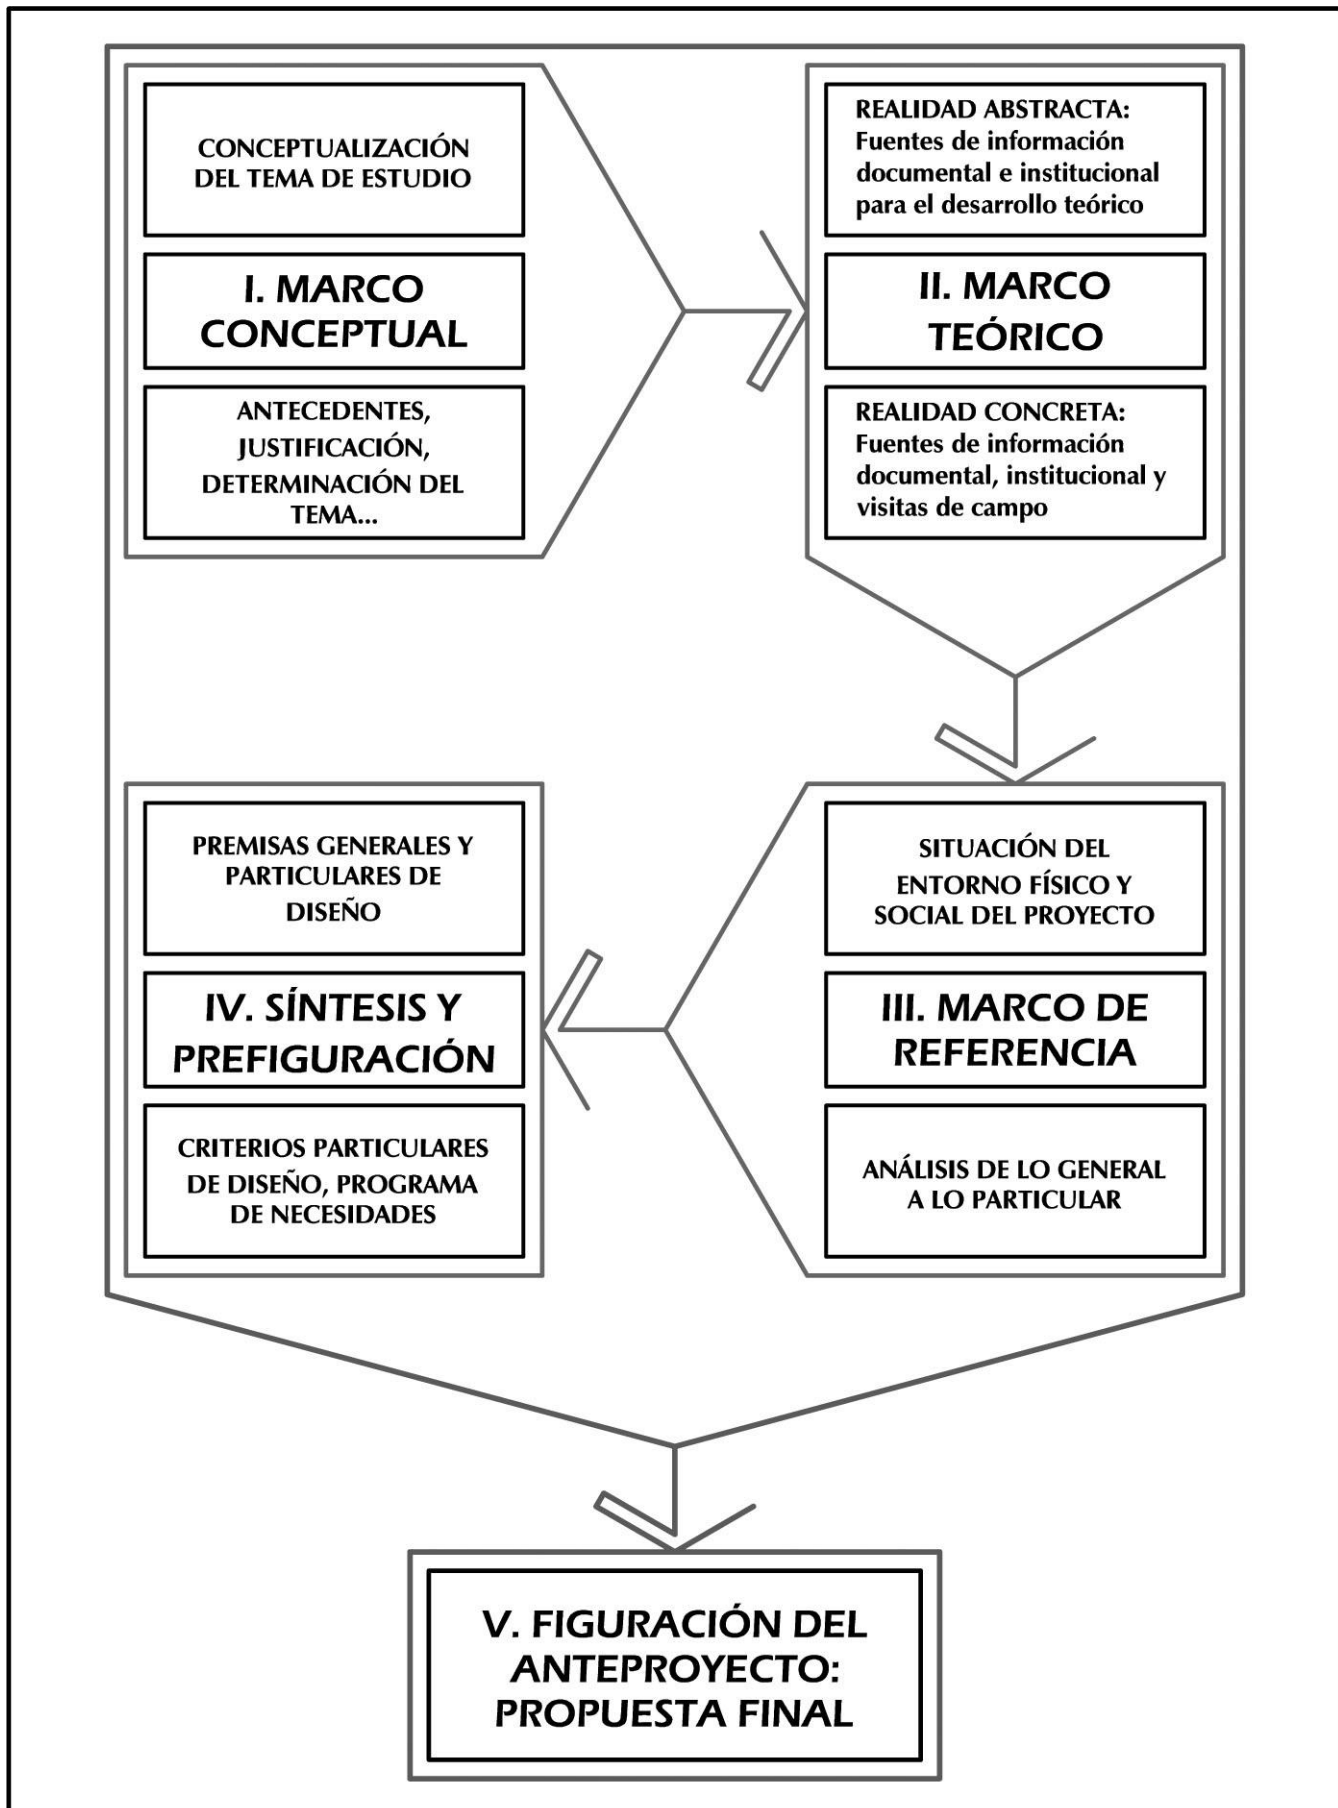 CONCEPTUALIZACIÓN
DEL TEMA DE ESTUDIO
I. MARCO
CONCEPTUAL
ANTECEDENTES,
JUSTIFICACIÓN,
DETERMINACIÓN DEL
TEMA...
REALIDAD ABSTRACTA:
Fuentes de información
documental e institucional
para el desarrollo teórico
II. MARCO
TEÓRICO
REALIDAD CONCRETA:
Fuentes de información
documental, institucional y
visitas de campo
SITUACIÓN DEL
ENTORNO FÍSICO Y
SOCIAL DEL PROYECTO
III. MARCO DE
REFERENCIA
ANÁLISIS DE LO GENERAL
A LO PARTICULAR
PREMISAS GENERALES Y
PARTICULARES DE
DISEÑO
IV. SÍNTESIS Y
PREFIGURACIÓN
CRITERIOS PARTICULARES
DE DISEÑO, PROGRAMA
DE NECESIDADES
V. FIGURACIÓN DEL
ANTEPROYECTO:
PROPUESTA FINAL